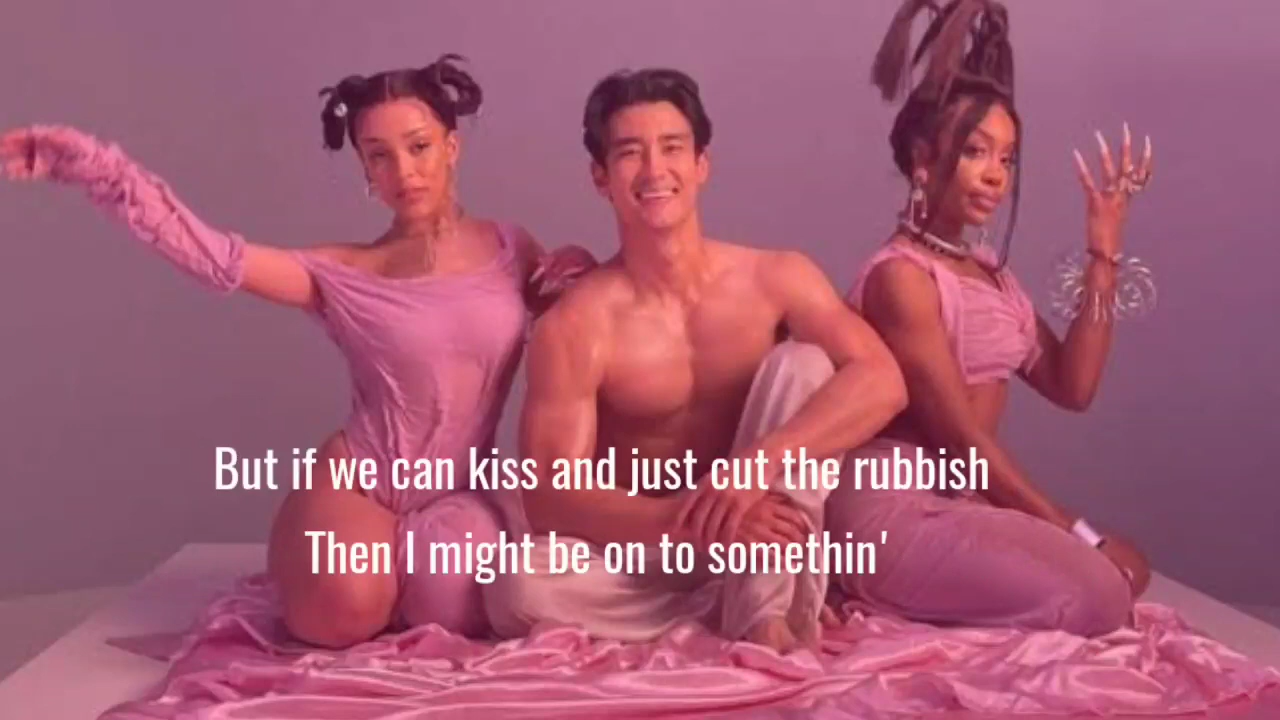 But if we can kiss and just cut the rubbish
Then I might be on to somethin'